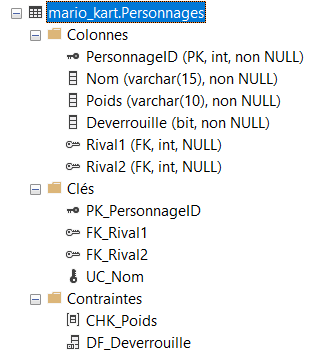 mario_kart.Personnages
Colonnes
PersonnageID (PK, int, non NULL)
Nom (varchar(15), non NULL)
Poids (varchar(10), non NULL)
Deverrouille (bit, non NULL)
Rival1 (FK, int, NULL)
Rival2 (FK, int, NULL)
Clés
PK_PersonnageID
FK_Rival1
FK_Rival2
UC_Nom
Contraintes
CHK_Poids
DF_Deverrouille